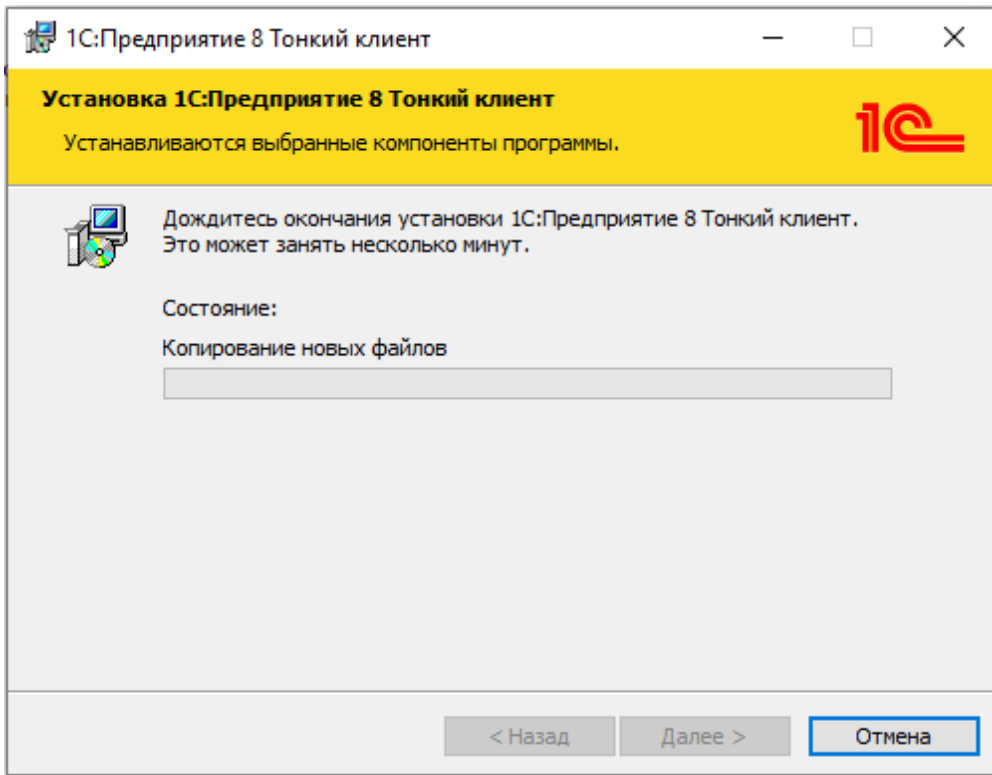 1С:Предприятие 8 Тонкий клиент
Установка 1С:Предприятие 8 Тонкий клиент
Устанавливаются выбранные компоненты программы.
1С
Дождитесь окончания установки 1С:Предприятие 8 Тонкий клиент.
Это может занять несколько минут.
Состояние:
Копирование новых файлов
< Назад
Далее >
Отмена